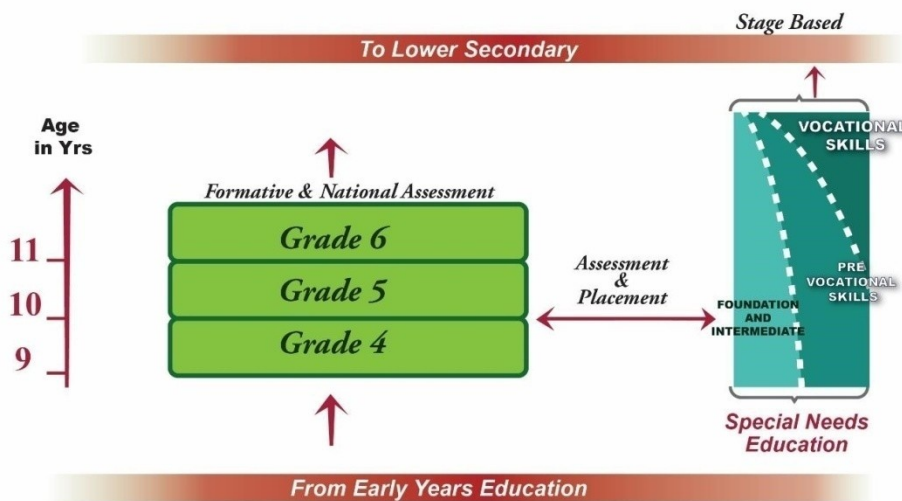 Stage Based
To Lower Secondary
Age
in Yrs
VOCATIONAL
SKILLS
Formative & National Assessment
11
Grade 6
10
Grade 5
9
Grade 4
Assessment
&
Placement
PRE
VOCATIONAL
SKILLS
FOUNDATION
AND
INTERMEDIATE
Special Needs
Education
From Early Years Education